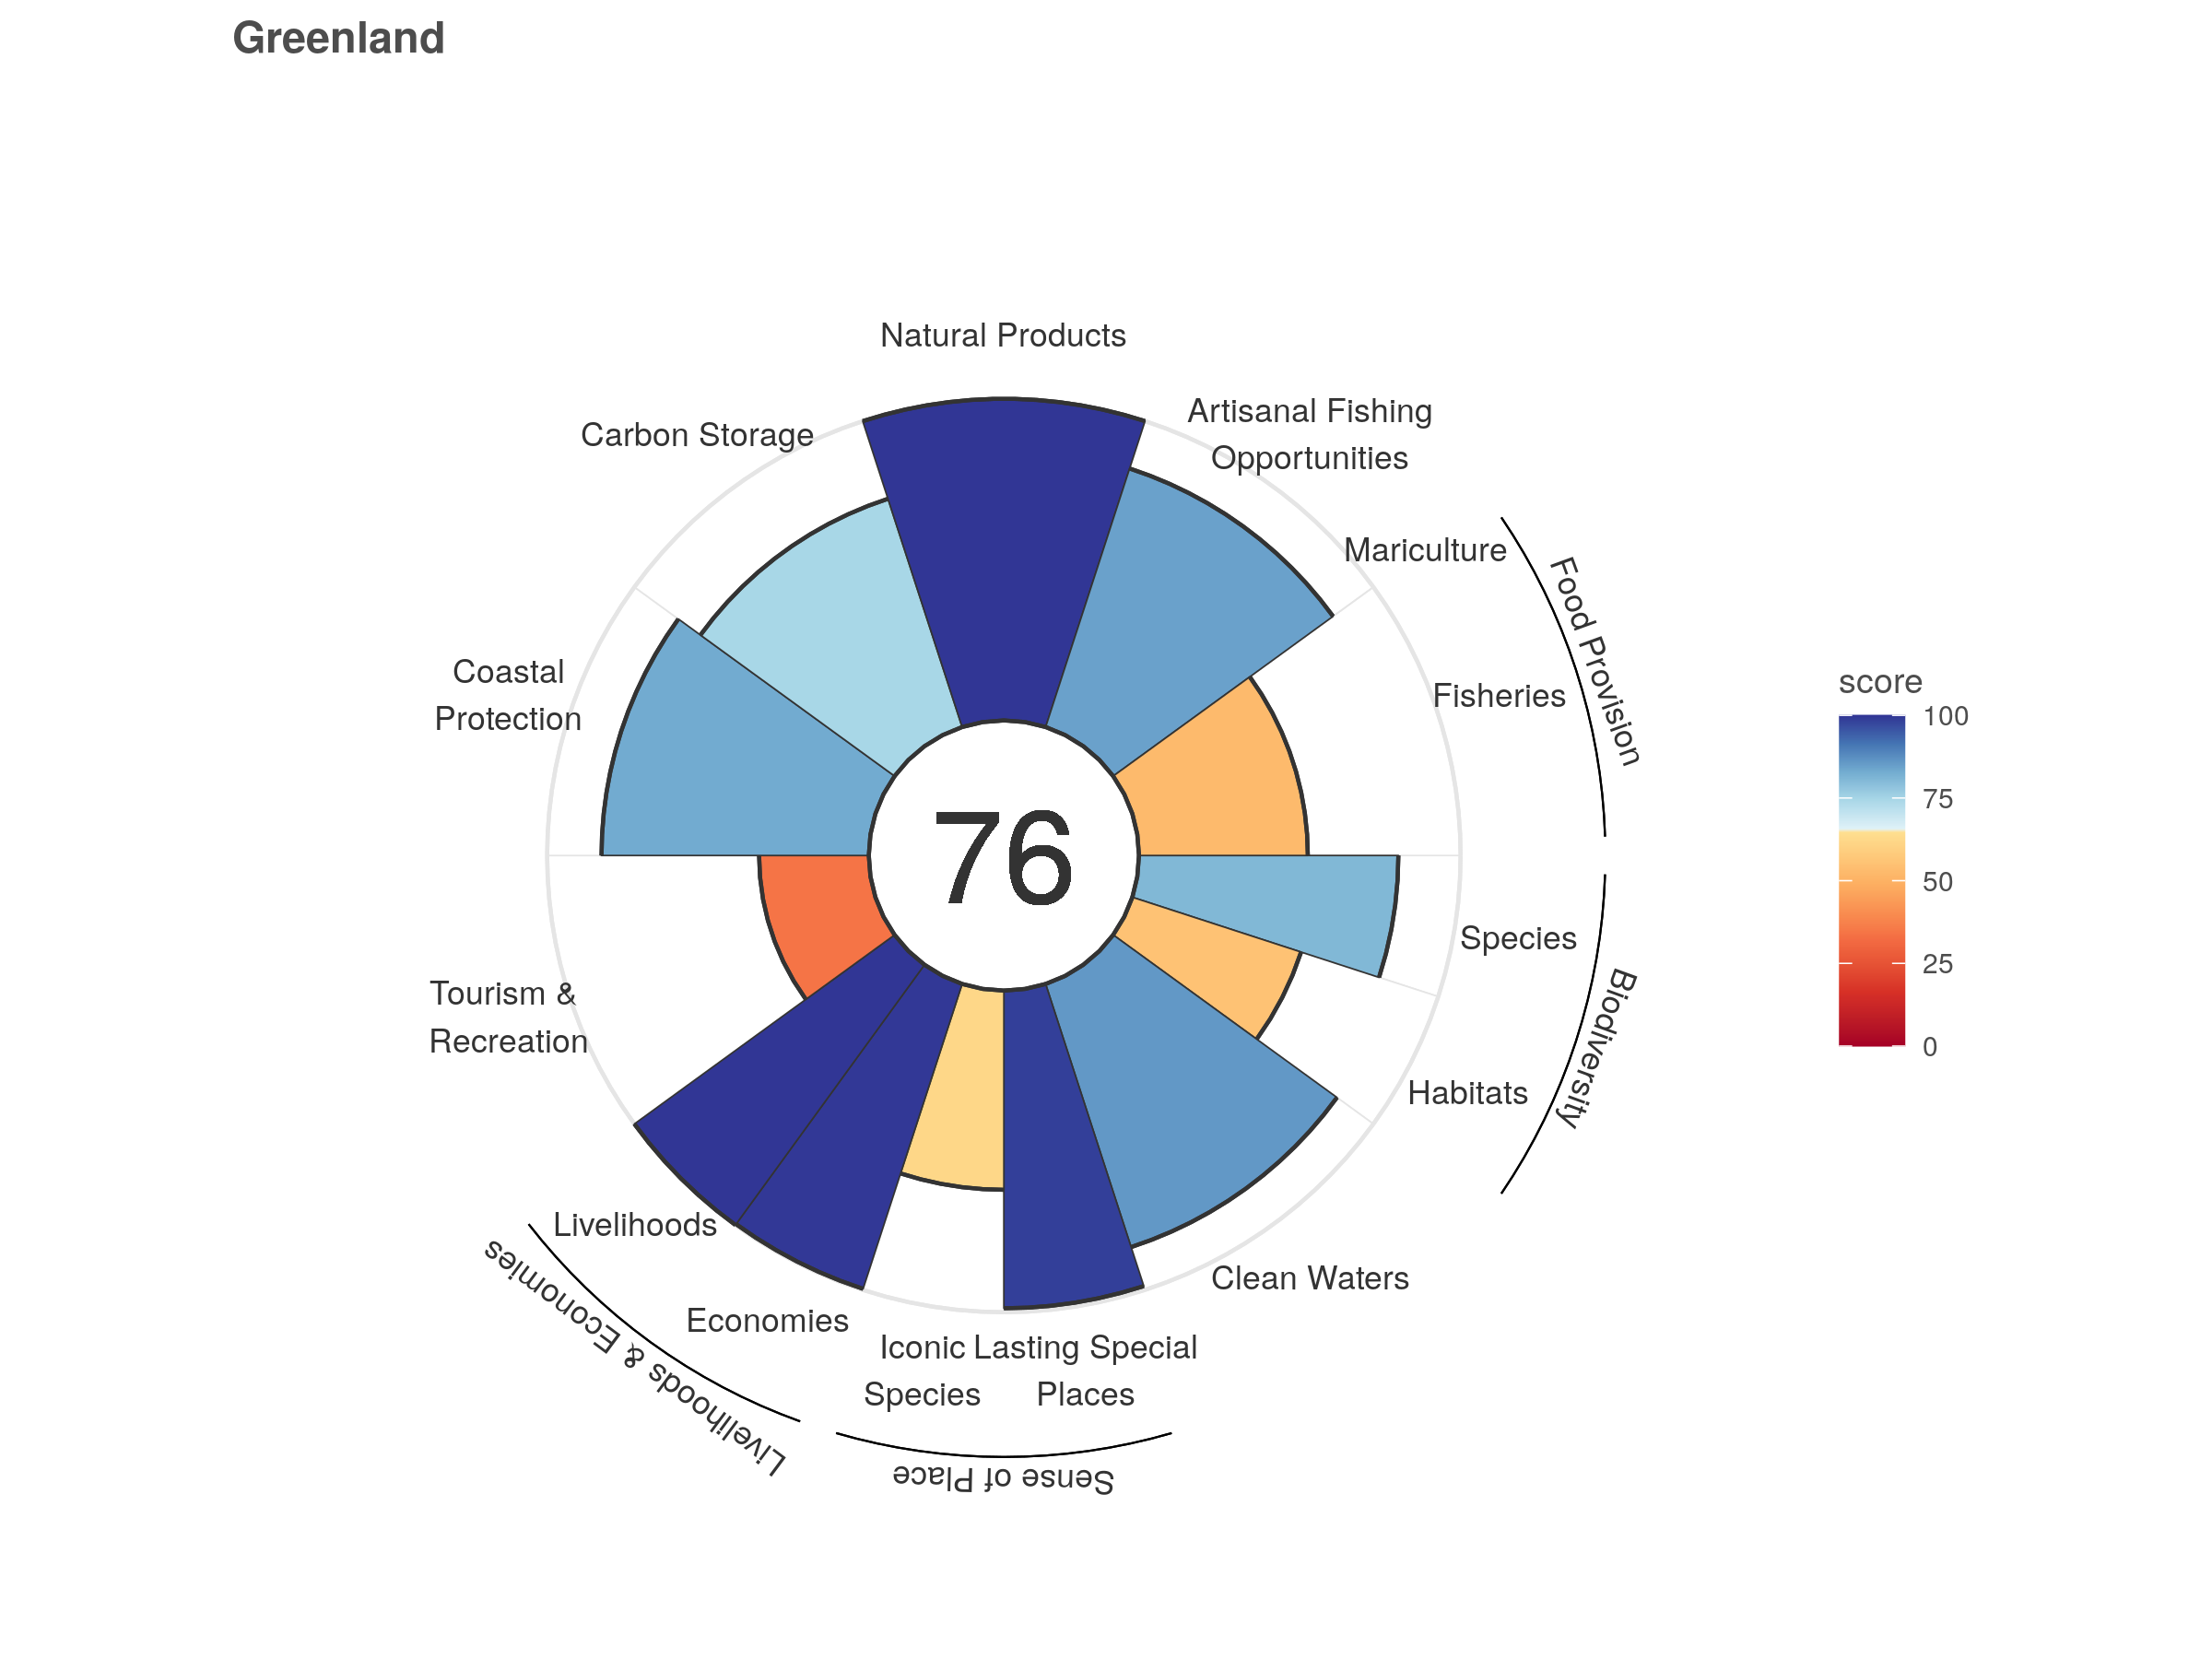 Greenland
Natural Products
Artisanal Fishing
Opportunities
Carbon Storage
Mariculture
Food Provision
Fisheries
Coastal
Protection
score
100
75
50
25
0
76
Species
Biodiversity
Habitats
Tourism &
Recreation
Livelihoods
Economies
Livelihoods & Economies
Clean Waters
Iconic
Species
Lasting Special
Places
Sense of Place